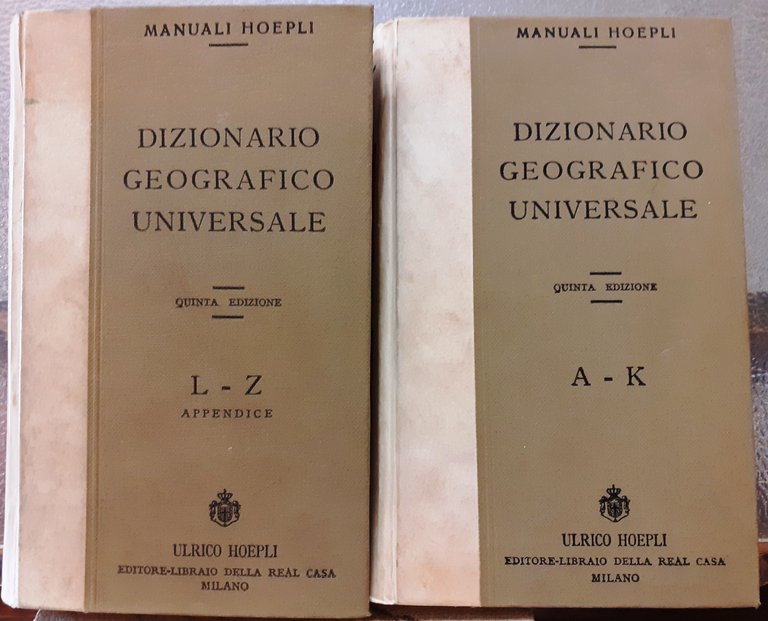 MANUALI HOEPLI
DIZIONARIO
GEOGRAFICO
UNIVERSALE
QUINTA EDIZIONE
L - Z
APPENDICE
ULRICO HOEPLI
EDITORE-LIBRAIO DELLA REAL CASA
MILANO
MANUALI HOEPLI
DIZIONARIO
GEOGRAFICO
UNIVERSALE
QUINTA EDIZIONE
A - K
ULRICO HOEPLI
EDITORE-LIBRAIO DELLA REAL CASA
MILANO